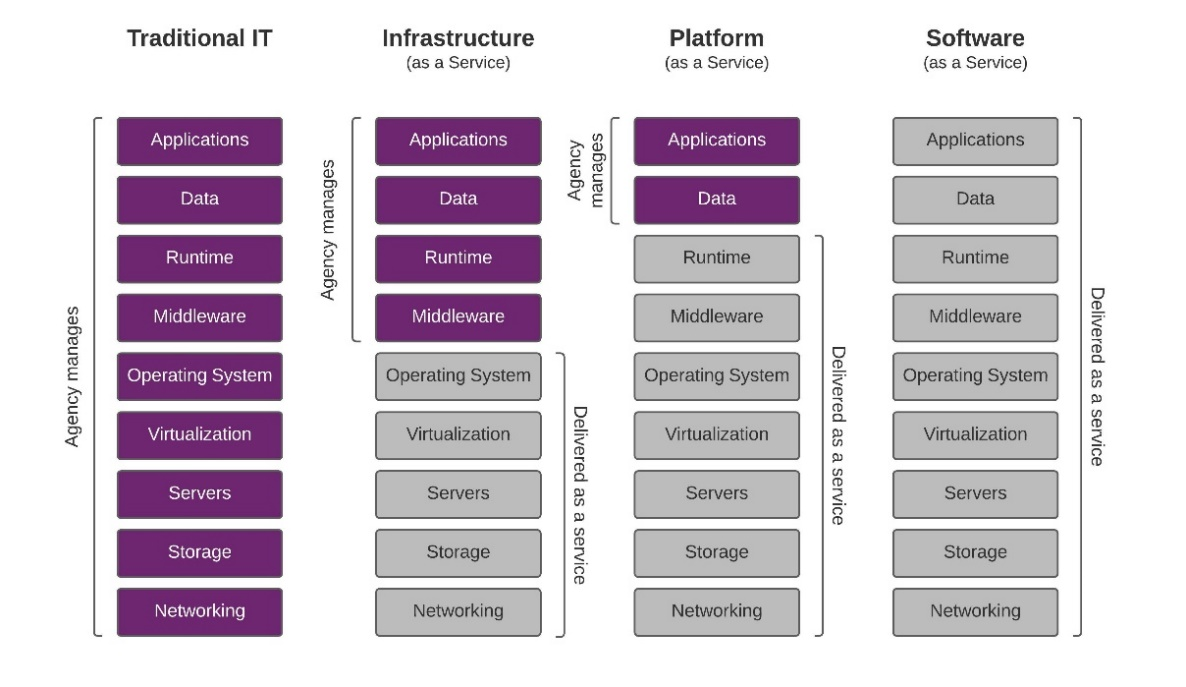 Traditional IT
Infrastructure
(as a Service)
Platform
(as a Service)
Software
(as a Service)
Agency manages
Applications
Data
Runtime
Middleware
Operating System
Virtualization
Servers
Storage
Networking
Agency manages
Applications
Data
Runtime
Middleware
Operating System
Virtualization
Servers
Storage
Networking
Delivered as a service
Agency
manages
Applications
Data
Runtime
Middleware
Operating System
Virtualization
Servers
Storage
Networking
Delivered as a service
Applications
Data
Runtime
Middleware
Operating System
Virtualization
Servers
Storage
Networking
Delivered as a service